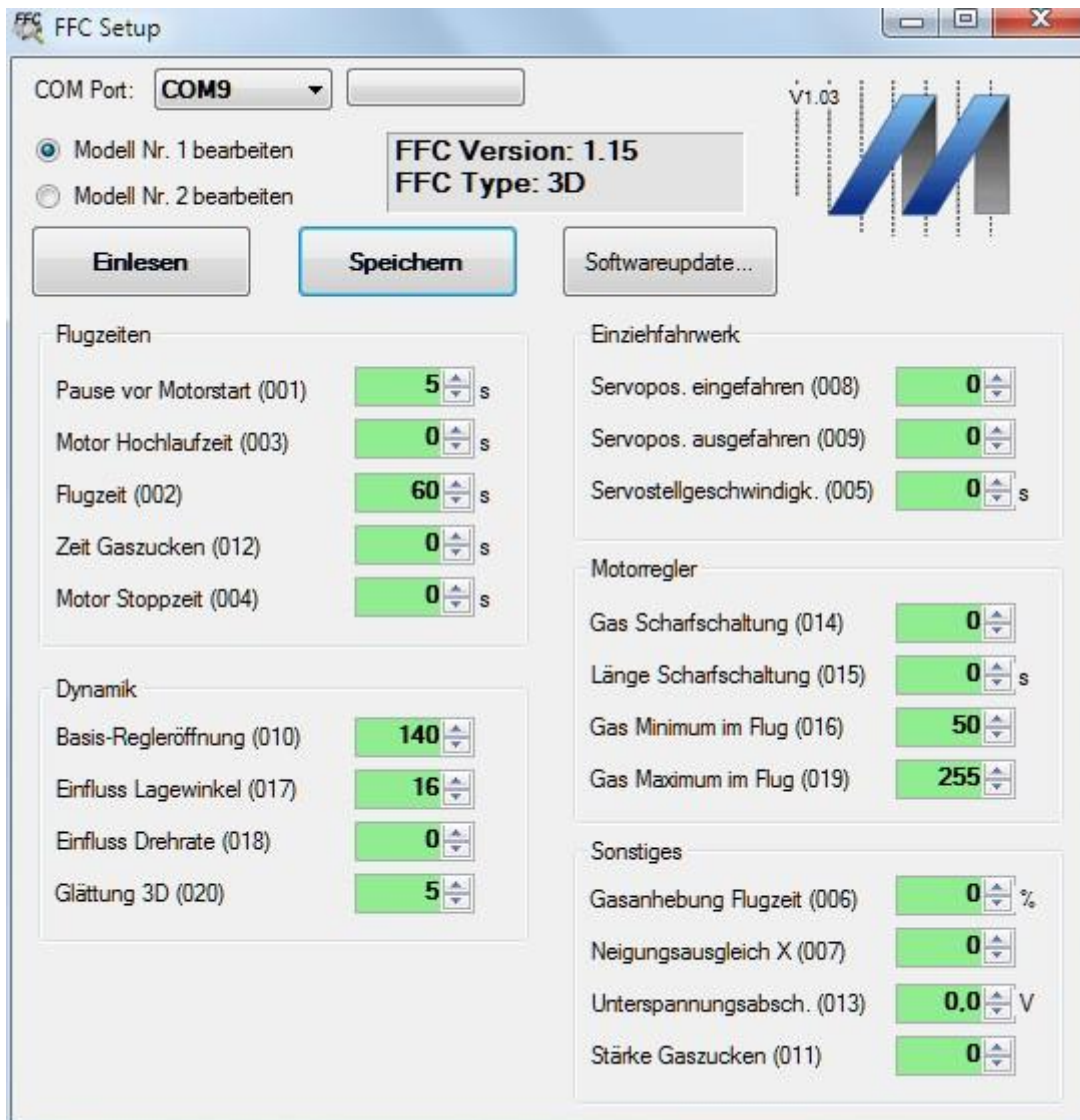 FFC FFC Setup
COM Port: COM9
V1.03
Modell Nr. 1 bearbeiten
Modell Nr. 2 bearbeiten
FFC Version: 1.15
FFC Type: 3D
Einlesen Speichern Softwareupdate...
Flugzeiten
Pause vor Motorstart (001) 5 s
Motor Hochlaufzeit (003) 0 s
Flugzeit (002) 60 s
Zeit Gaszucken (012) 0 s
Motor Stoppzeit (004) 0 s
Dynamik
Basis-Regleröffnung (010) 140
Einfluss Lagewinkel (017) 16
Einfluss Drehrate (018) 0
Glättung 3D (020) 5
Einziehfahrwerk
Servopos. eingefahren (008) 0
Servopos. ausgefahren (009) 0
Servostellgeschwindigk. (005) 0 s
Motorregler
Gas Scharfschaltung (014) 0
Länge Scharfschaltung (015) 0 s
Gas Minimum im Flug (016) 50
Gas Maximum im Flug (019) 255
Sonstiges
Gasanhebung Flugzeit (006) 0 %
Neigungsausgleich X (007) 0
Unterspannungsabsch. (013) 0,0 V
Stärke Gaszucken (011) 0